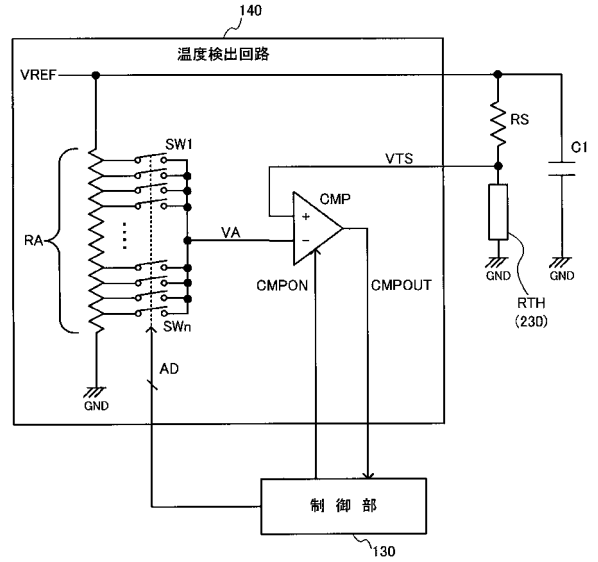 140
温度検出回路
VREF
SW1
RS
C1
VTS
CMP
+
RA
VA
−
GND
GND
CMPON
CMPOUT
RTH
(230)
SWn
AD
GND
制御部
130